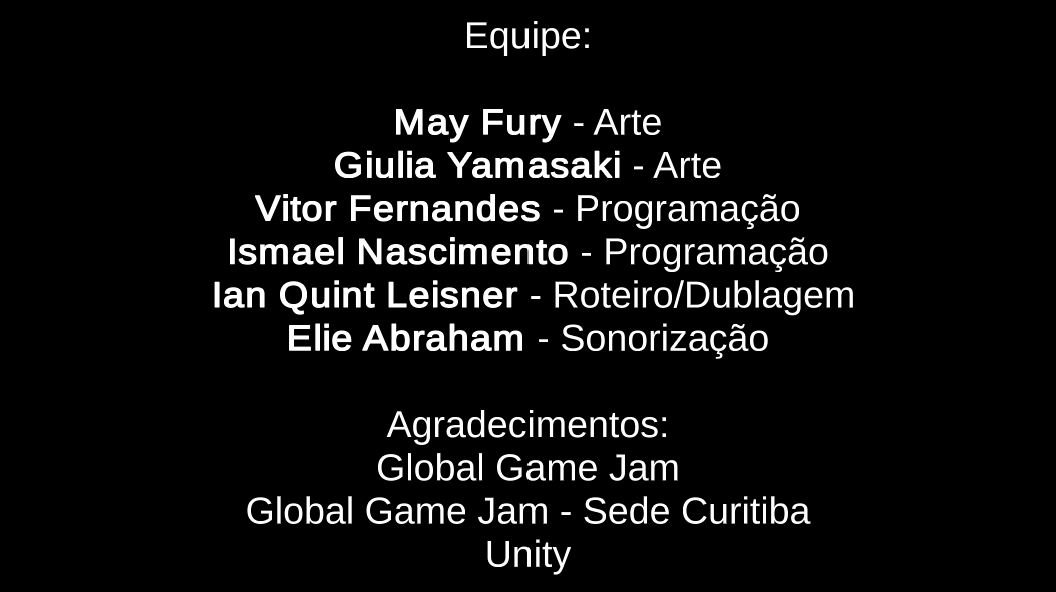 Equipe:
May Fury - Arte
Giulia Yamasaki - Arte
Vitor Fernandes - Programação
Ismael Nascimento - Programação
Ian Quint Leisner - Roteiro/Dublagem
Elie Abraham - Sonorização
Agradecimentos:
Global Game Jam
Global Game Jam - Sede Curitiba
Unity